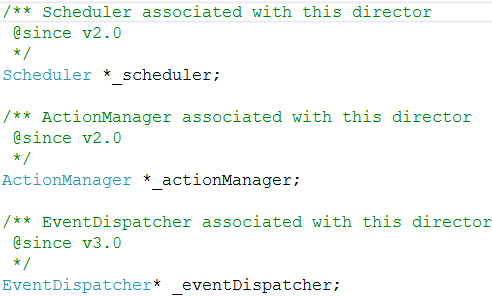 /** Scheduler associated with this director
@since v2.0
*/
Scheduler *_scheduler;
/** ActionManager associated with this director
@since v2.0
*/
ActionManager *_actionManager;
/** EventDispatcher associated with this director
@since v3.0
*/
EventDispatcher* _eventDispatcher;